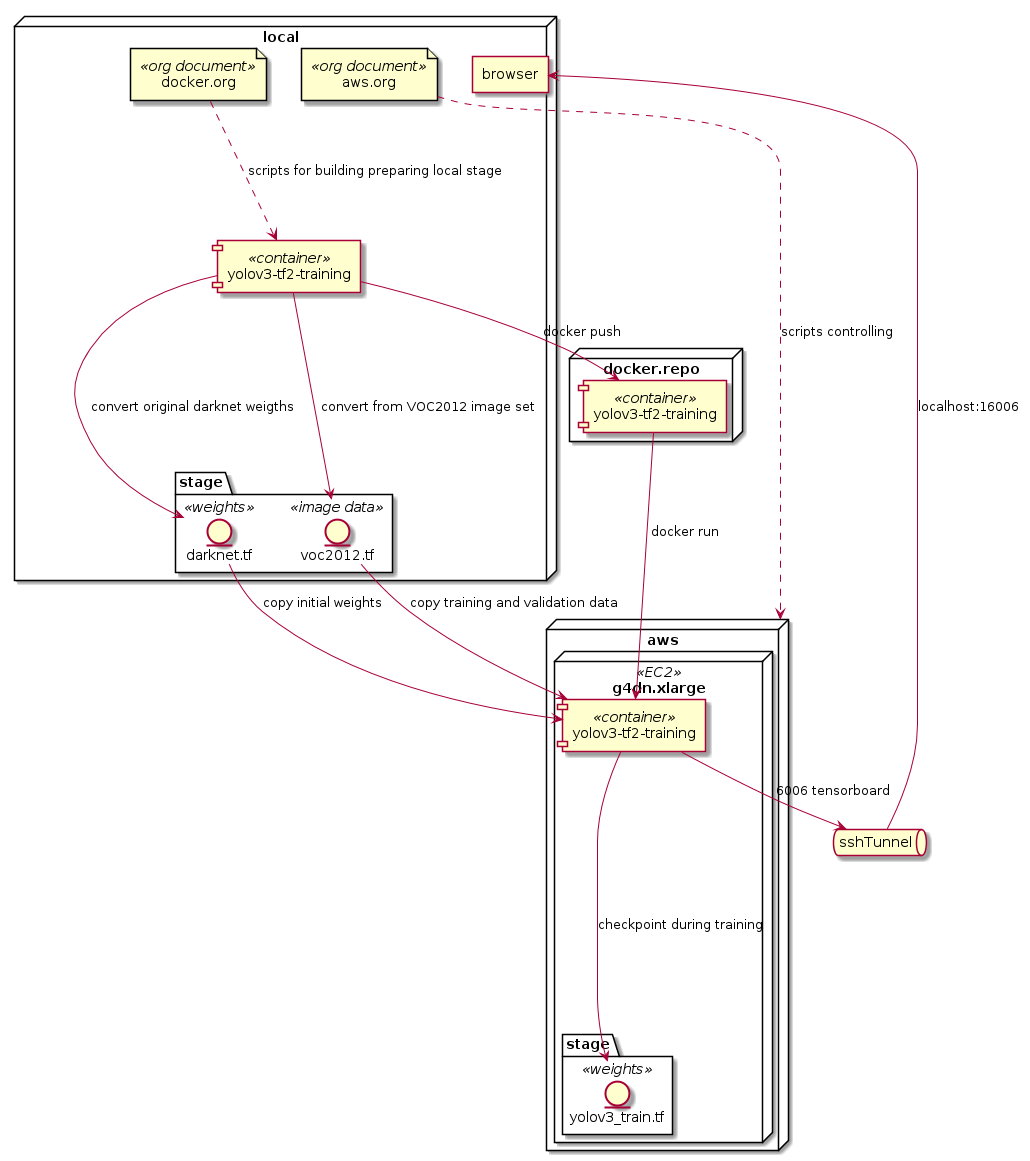 local
«org document»
docker.org
«org document»
aws.org
browser
scripts for building preparing local stage
«container»
yolov3-tf2-training
docker push
scripts controlling
docker.repo
«container»
yolov3-tf2-training
convert original darknet weigths
convert from VOC2012 image set
localhost:16006
stage
«weights»
darknet.tf
«image data»
voc2012.tf
docker run
copy initial weights
copy training and validation data
aws
«EC2»
g4dn.xlarge
«container»
yolov3-tf2-training
6006 tensorboard
sshTunnel
checkpoint during training
stage
«weights»
yolov3_train.tf